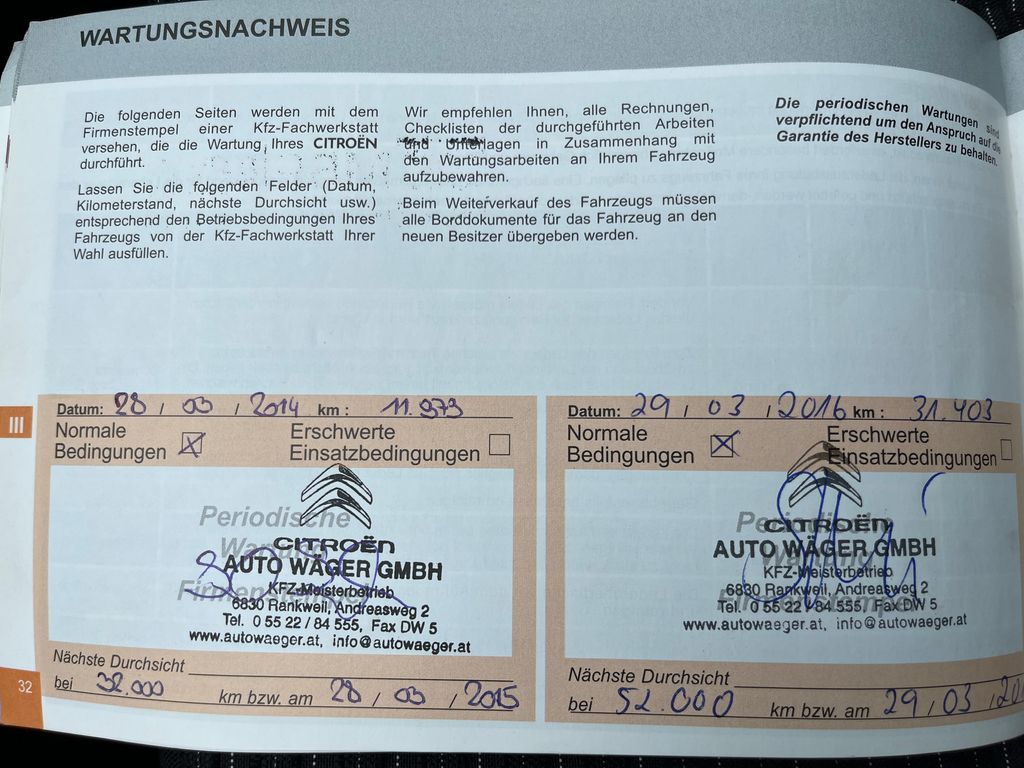 WARTUNGSNACHWEIS
Die folgenden Seiten werden mit dem
Firmenstempel einer Kfz-Fachwerkstatt
versehen, die die Wartung Ihres CITROËN
durchführt.
Lassen Sie die folgenden Felder (Datum,
Kilometerstand, nächste Durchsicht usw.)
entsprechend den Betriebsbedingungen Ihres
Fahrzeugs von der Kfz-Fachwerkstatt Ihrer
Wahl ausfüllen.
Wir empfehlen Ihnen, alle Rechnungen,
Checklisten der durchgeführten Arbeiten
und Unterlagen in Zusammenhang mit
den Wartungsarbeiten an Ihrem Fahrzeug
aufzubewahren.
Beim Weiterverkauf des Fahrzeugs müssen
alle Borddokumente für das Fahrzeug an den
neuen Besitzer übergeben werden.
Die periodischen Wartungen sind
verpflichtend um den Anspruch auf die
Garantie des Herstellers zu behalten.
III
Datum: 28 / 03 / 2014 km : 11.973
Normale
Bedingungen
Erschwerte
Einsatzbedingungen
Periodische
Wartung
Firmenstempel
CITROËN
AUTO WÄGER GMBH
KFZ-Meisterbetrieb
6830 Rankweil, Andreasweg 2
Tel. 0 55 22 / 84 555, Fax DW 5
www.autowaeger.at, info@autowaeger.at
Nächste Durchsicht
bei 32.000 km bzw. am 28 / 03 / 2015
Datum: 29 / 03 / 2016 km : 31.403
Normale
Bedingungen
Erschwerte
Einsatzbedingungen
CITROËN
AUTO WÄGER GMBH
KFZ-Meisterbetrieb
6830 Rankweil, Andreasweg 2
Tel. 0 55 22 / 84 555, Fax DW 5
www.autowaeger.at, info@autowaeger.at
Nächste Durchsicht
bei 52.000 km bzw. am 29 / 03 / 20
32